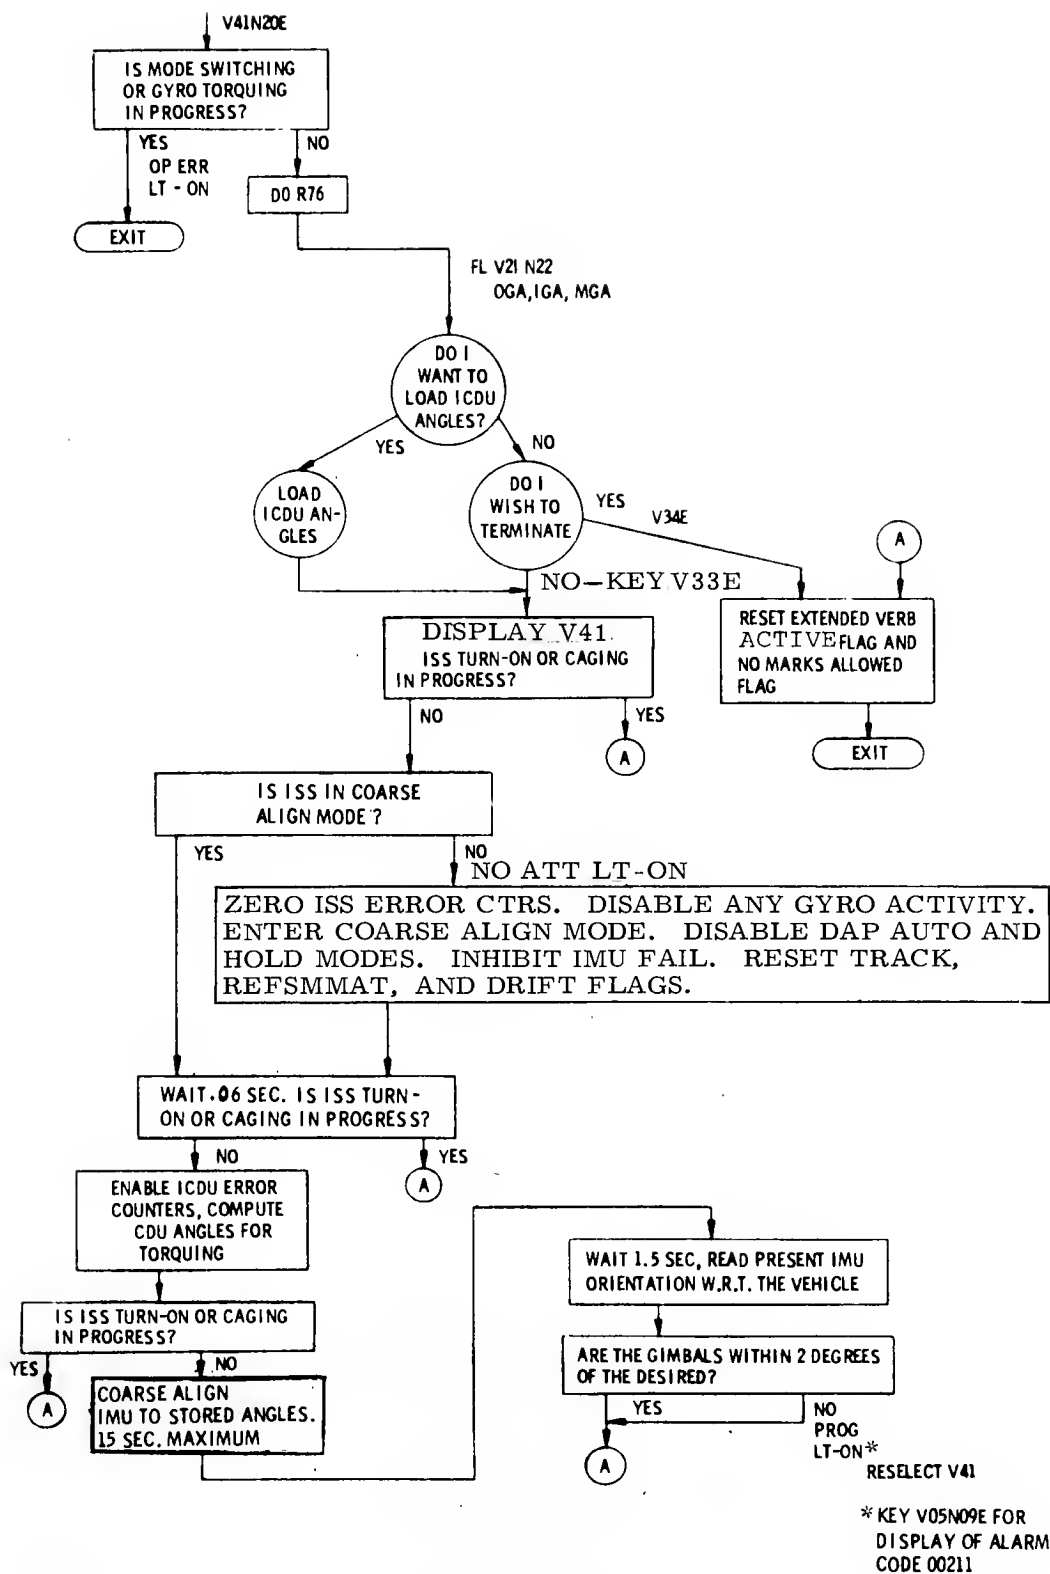 V41N20E
IS MODE SWITCHING
OR GYRO TORQUING
IN PROGRESS?
YES
OP ERR
LT - ON
NO
EXIT
DO R76
FL V21 N22
OGA, IGA, MGA
DO I
WANT TO
LOAD ICDU
ANGLES?
YES
NO
LOAD
ICDU AN-
GLES
DO I
WISH TO
TERMINATE
YES
V34E
A
NO-KEY V33E
RESET EXTENDED VERB
ACTIVE FLAG AND
NO MARKS ALLOWED
FLAG
EXIT
DISPLAY V41
ISS TURN-ON OR CAGING
IN PROGRESS?
NO
YES
A
IS ISS IN COARSE
ALIGN MODE ?
YES
NO
NO ATT LT-ON
ZERO ISS ERROR CTRS. DISABLE ANY GYRO ACTIVITY.
ENTER COARSE ALIGN MODE. DISABLE DAP AUTO AND
HOLD MODES. INHIBIT IMU FAIL. RESET TRACK,
REFSMMAT, AND DRIFT FLAGS.
WAIT .06 SEC. IS ISS TURN-
ON OR CAGING IN PROGRESS?
NO
YES
A
ENABLE ICDU ERROR
COUNTERS, COMPUTE
CDU ANGLES FOR
TORQUING
IS ISS TURN-ON OR CAGING
IN PROGRESS?
YES
NO
A
COARSE ALIGN
IMU TO STORED ANGLES.
15 SEC. MAXIMUM
WAIT 1.5 SEC, READ PRESENT IMU
ORIENTATION W.R.T. THE VEHICLE
ARE THE GIMBALS WITHIN 2 DEGREES
OF THE DESIRED?
YES
NO
PROG
LT-ON*
RESELECT V41
A
* KEY V05N09E FOR
DISPLAY OF ALARM
CODE 00211